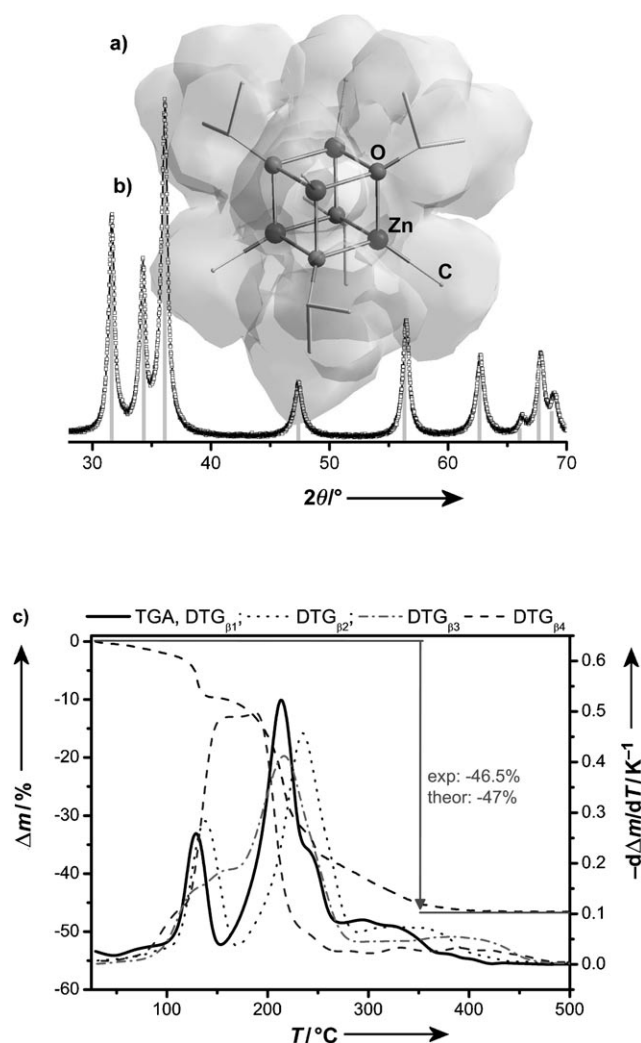 a)
O
b)
Zn
C
30 40 50 60 70
2θ/°
c)
TGA, DTGβ1; DTGβ2; DTGβ3 DTGβ4
0
-10
-20
-30
-40
-50
-60
Δm/%
exp: -46.5%
theor: -47%
0.6
0.5
0.4
0.3
0.2
0.1
0.0
–dΔm/dT/K⁻¹
100 200 300 400 500
T/°C